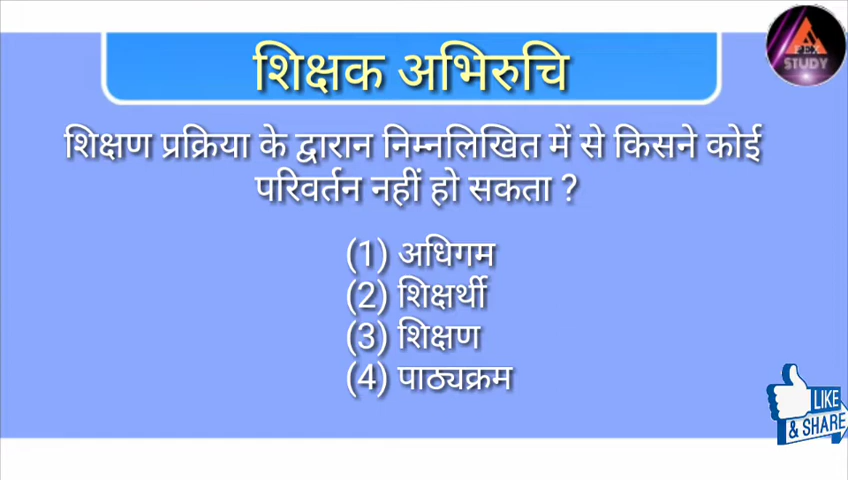 शिक्षक अभिरुचि
शिक्षण प्रक्रिया के द्वारान निम्नलिखित में से किसने कोई
परिवर्तन नहीं हो सकता ?
(1) अधिगम
(2) शिक्षर्थी
(3) शिक्षण
(4) पाठ्यक्रम
APEX
STUDY
LIKE
& SHARE